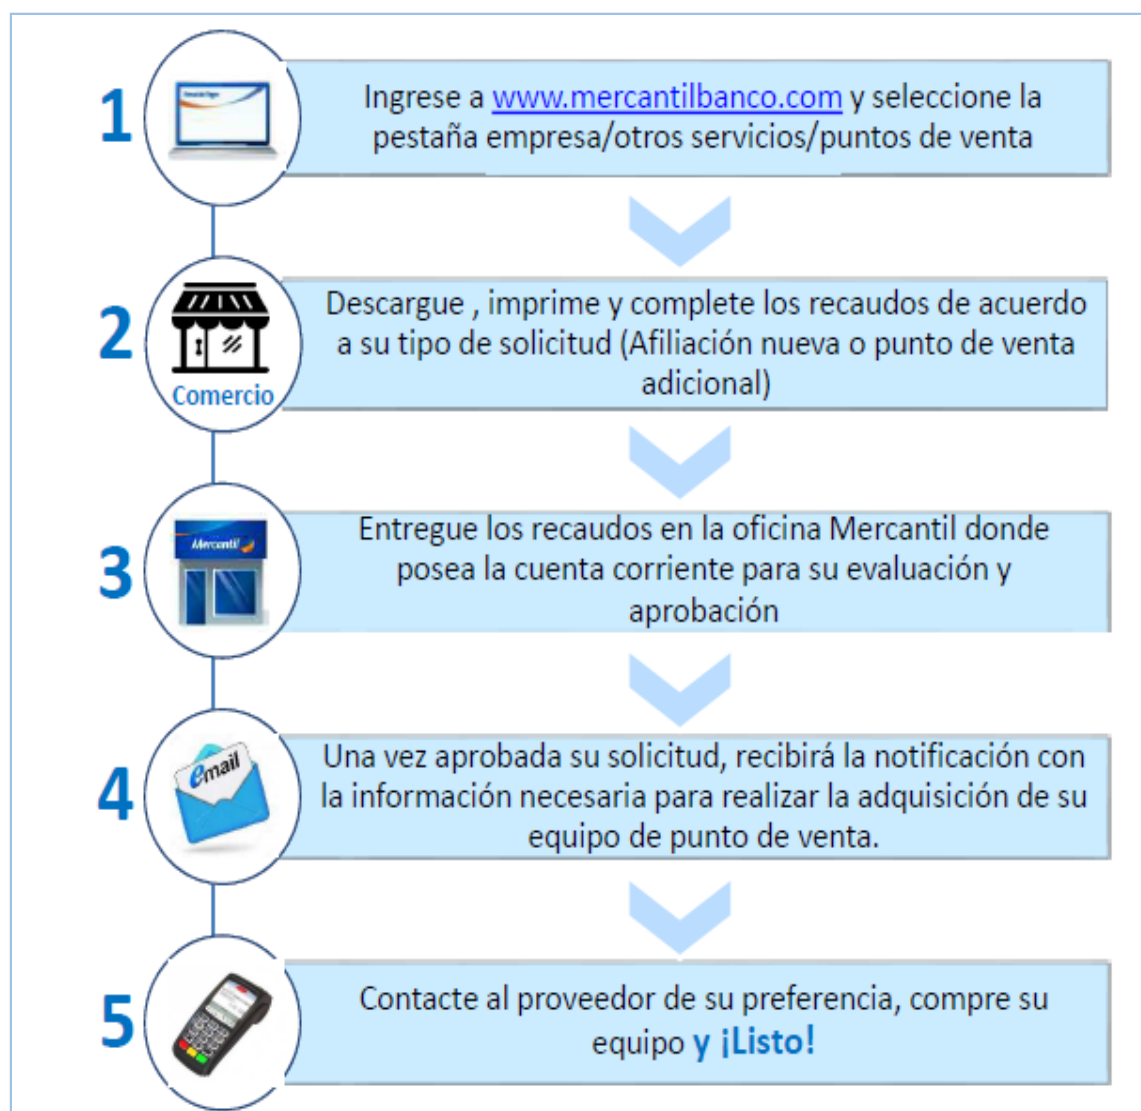 1
Ingrese a www.mercantilbanco.com y seleccione la
pestaña empresa/otros servicios/puntos de venta
2
Comercio
Descargue , imprime y complete los recaudos de acuerdo
a su tipo de solicitud (Afiliación nueva o punto de venta
adicional)
3
Mercantil
Entregue los recaudos en la oficina Mercantil donde
posea la cuenta corriente para su evaluación y
aprobación
4
email
Una vez aprobada su solicitud, recibirá la notificación con
la información necesaria para realizar la adquisición de su
equipo de punto de venta.
5
Contacte al proveedor de su preferencia, compre su
equipo y ¡Listo!